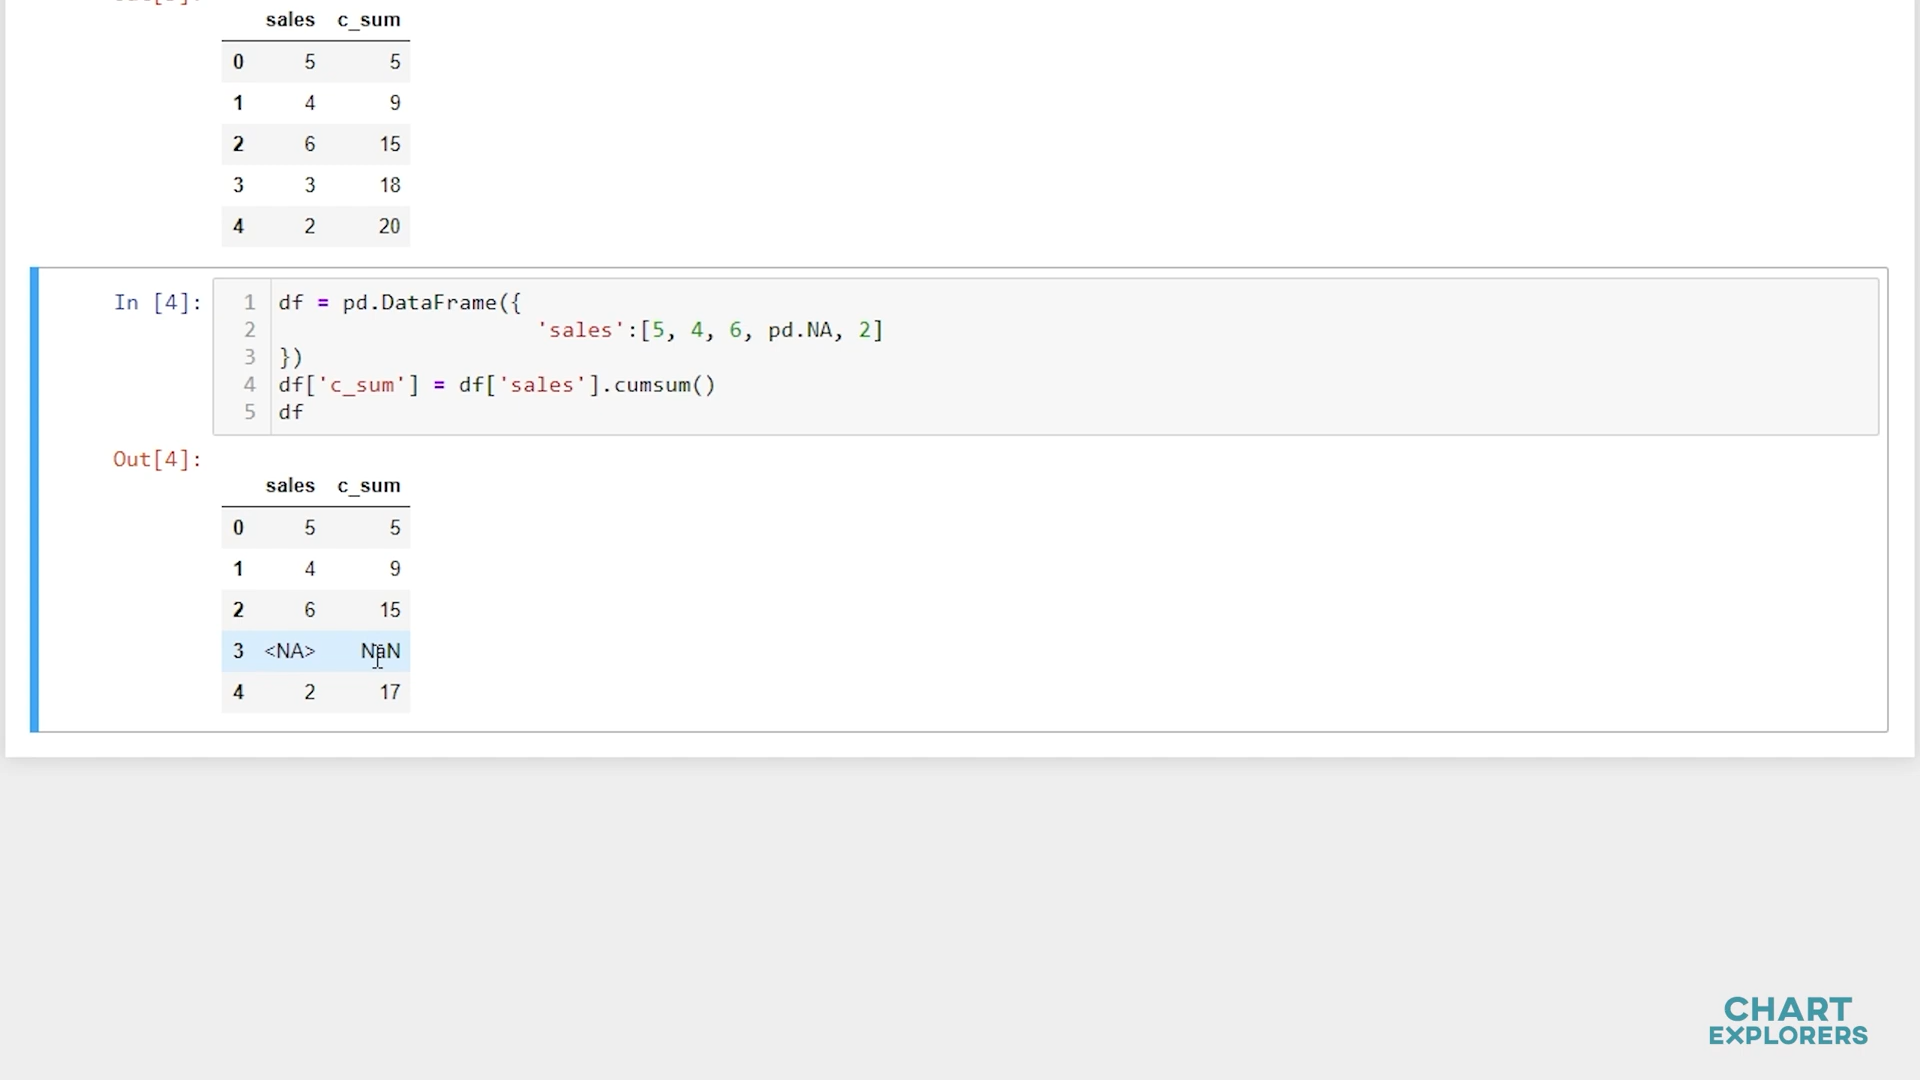 sales c_sum
0 5 5
1 4 9
2 6 15
3 3 18
4 2 20
In [4]:
1 df = pd.DataFrame({
2 'sales':[5, 4, 6, pd.NA, 2]
3 })
4 df['c_sum'] = df['sales'].cumsum()
5 df
Out[4]:
sales c_sum
0 5 5
1 4 9
2 6 15
3 <NA> NaN
4 2 17
CHART
EXPLORERS